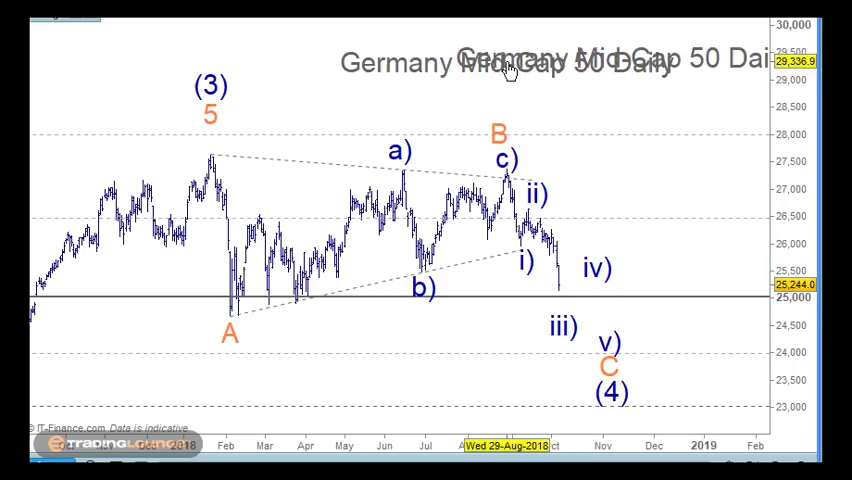 30,000
Germany Mid-Cap 50 Daily
Germany Mid-Cap 50 Dai
29,336.9
29,000
28,500
28,000
27,500
27,000
26,500
26,000
25,500
25,244.0
25,000
24,500
24,000
23,500
23,000
(3)
5
B
a)
c)
ii)
i)
b)
iv)
A
iii)
v)
C
(4)
© IT-Finance.com Data is indicative
TRADINGLOUNGE
Dec 2018 Feb Mar Apr May Jun Jul Wed 29-Aug-2018 Nov Dec 2019 Feb